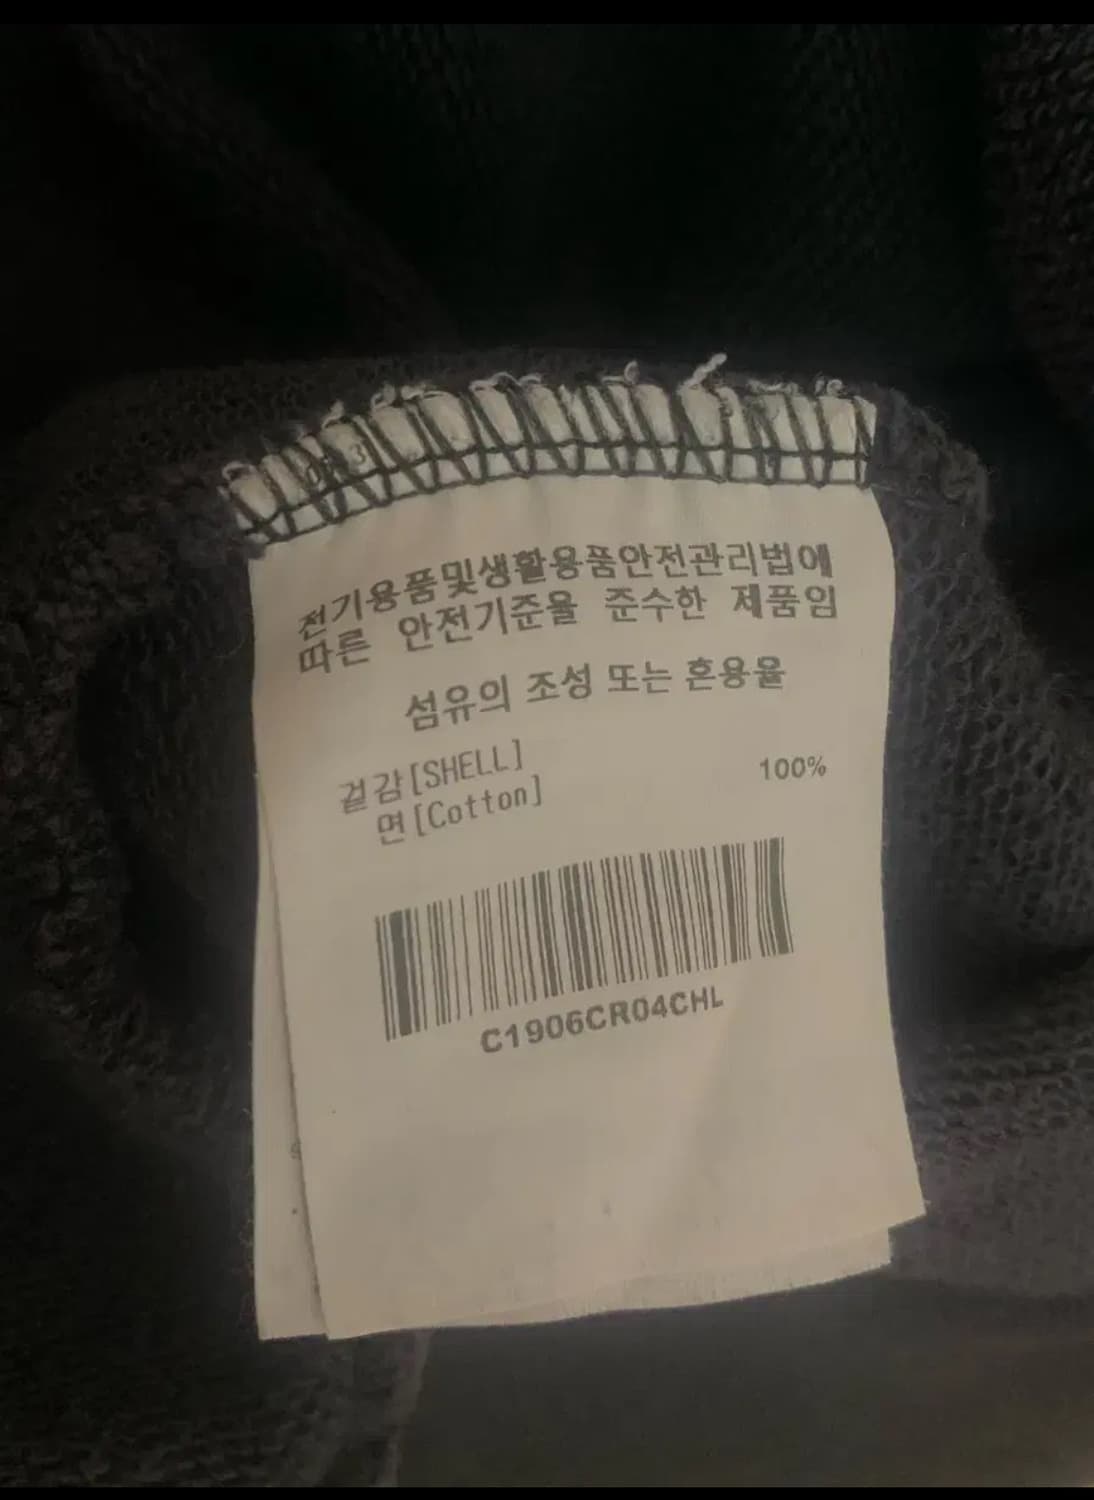 전기용품및생활용품안전관리법에
따른 안전기준을 준수한 제품임
섬유의 조성 또는 혼용율
겉감[SHELL]
면[Cotton] 100%
C1906CR04CHL